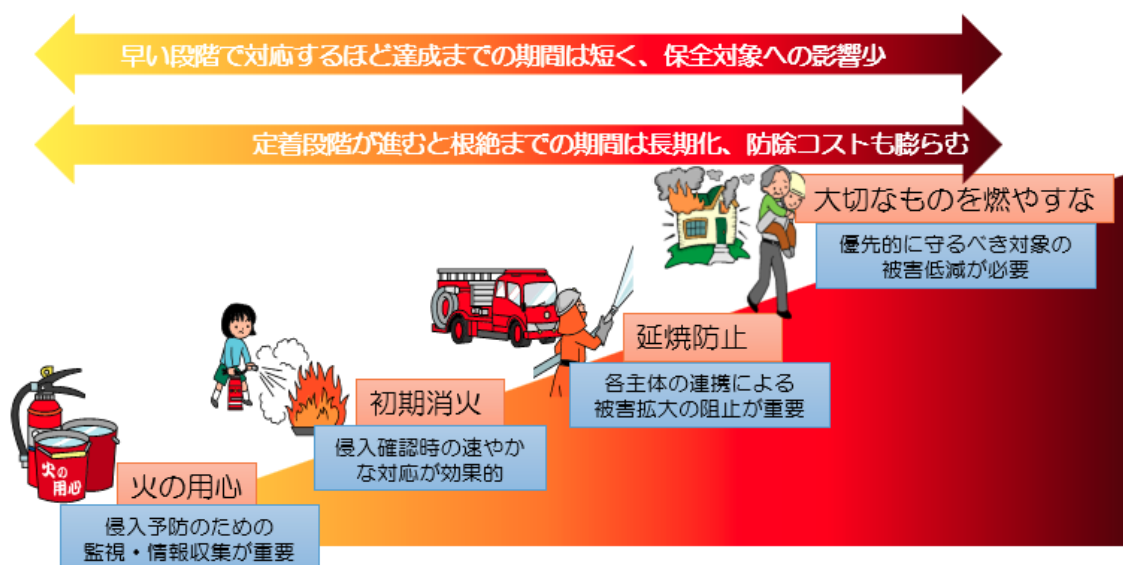 早い段階で対応するほど達成までの期間は短く、保全対象への影響少
定着段階が進むと根絶までの期間は長期化、防除コストも膨らむ
大切なものを燃やすな
優先的に守るべき対象の
被害低減が必要
延焼防止
各主体の連携による
被害拡大の阻止が重要
初期消火
侵入確認時の速やか
な対応が効果的
火の
用心
火の用心
侵入予防のための
監視・情報収集が重要